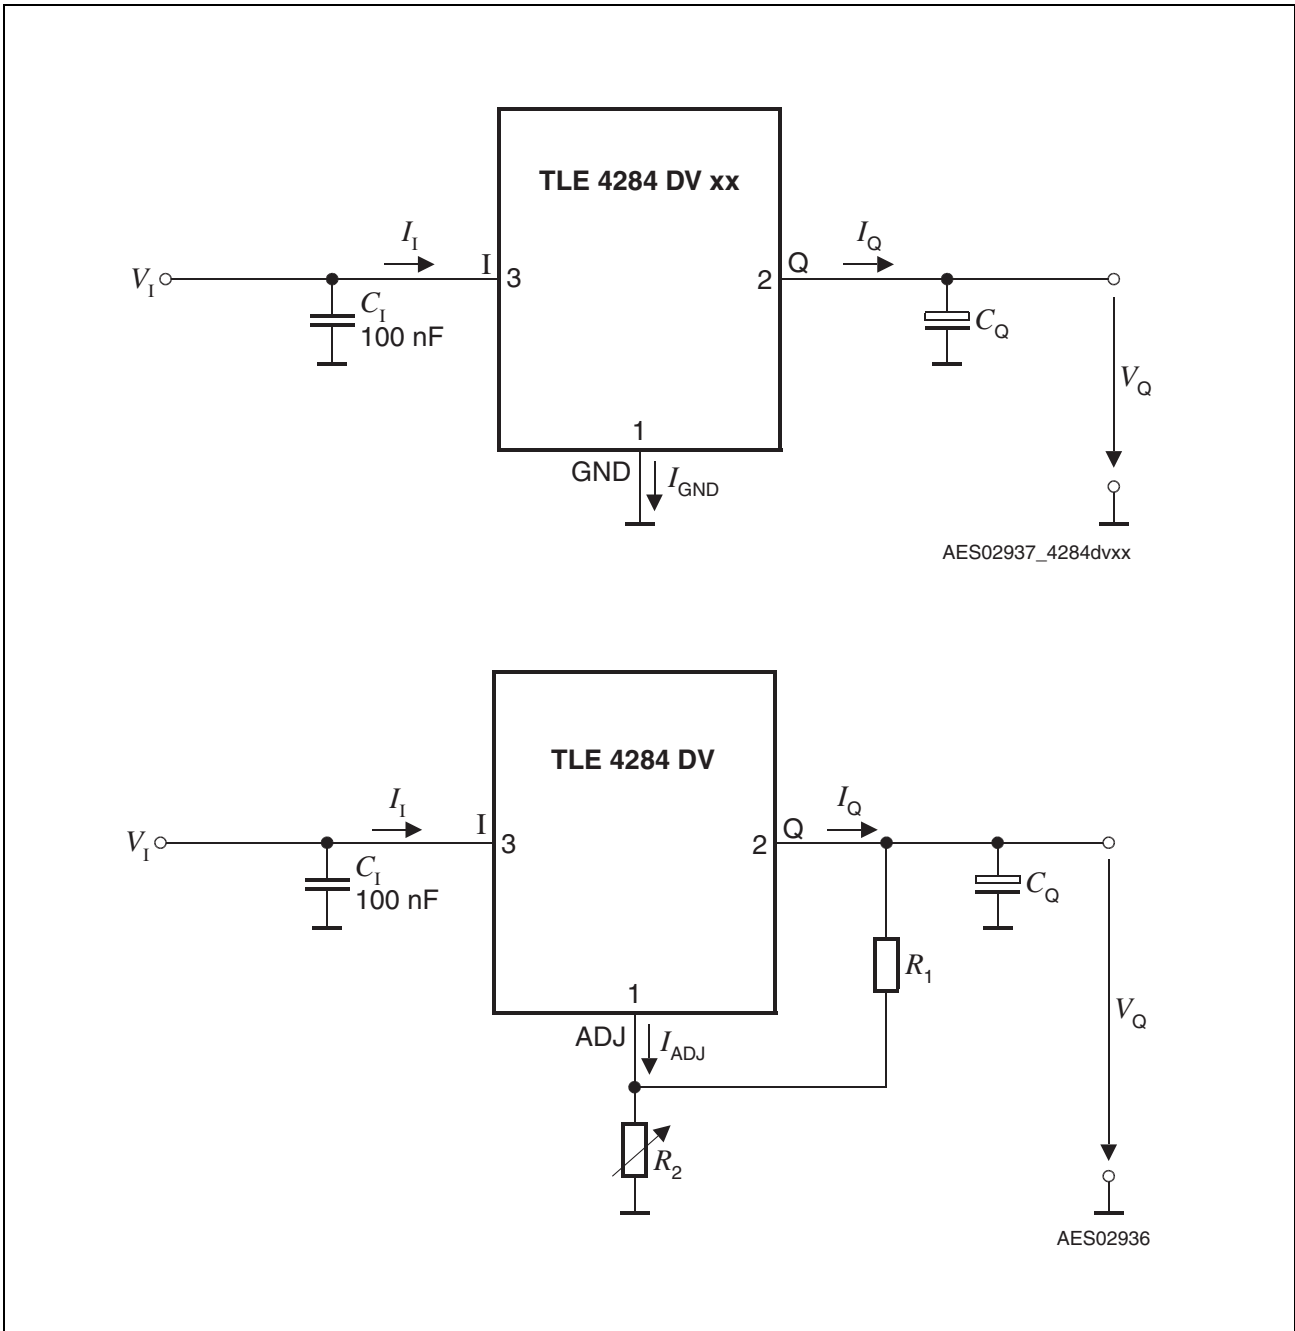 TLE 4284 DV xx
I_I
I_Q
V_I
I
3
2
Q
C_I
100 nF
C_Q
V_Q
1
GND
I_GND
AES02937_4284dvxx
TLE 4284 DV
I_I
I_Q
V_I
I
3
2
Q
C_I
100 nF
C_Q
R_1
1
ADJ
I_ADJ
V_Q
R_2
AES02936